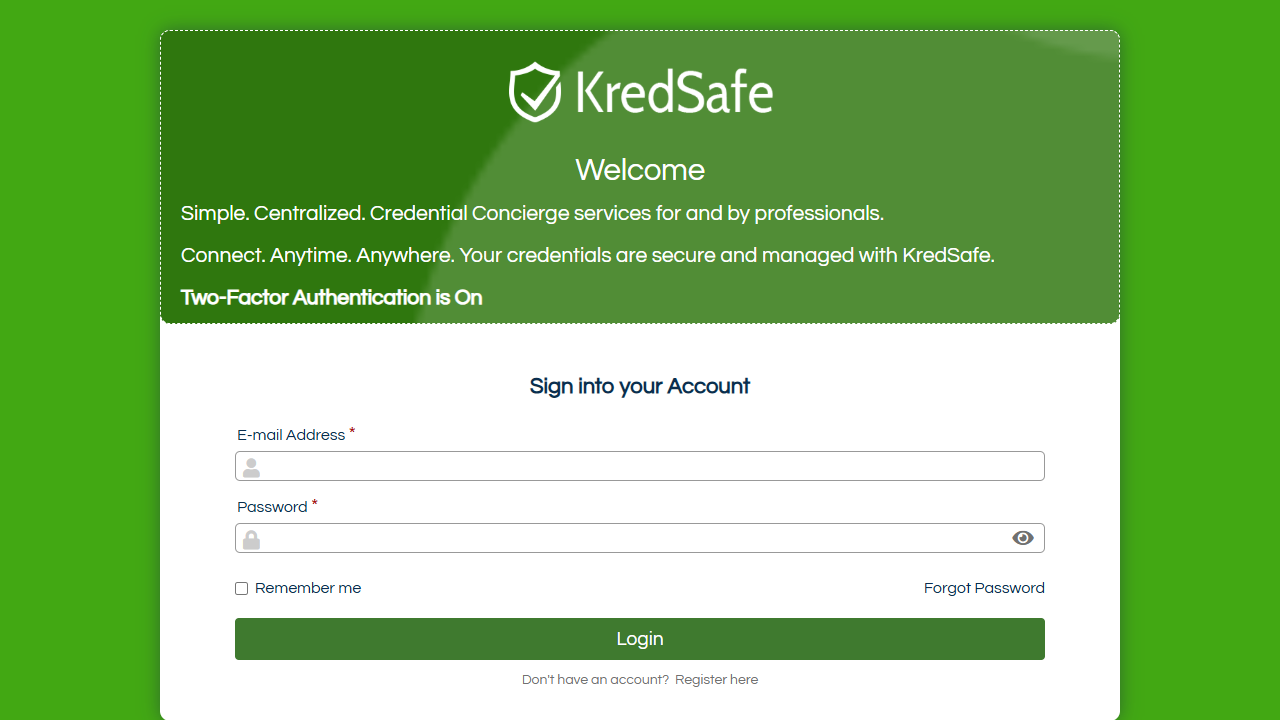 KredSafe
Welcome
Simple. Centralized. Credential Concierge services for and by professionals.
Connect. Anytime. Anywhere. Your credentials are secure and managed with KredSafe.
Two-Factor Authentication is On
Sign into your Account
E-mail Address *
Password *
Remember me
Forgot Password
Login
Don't have an account? Register here